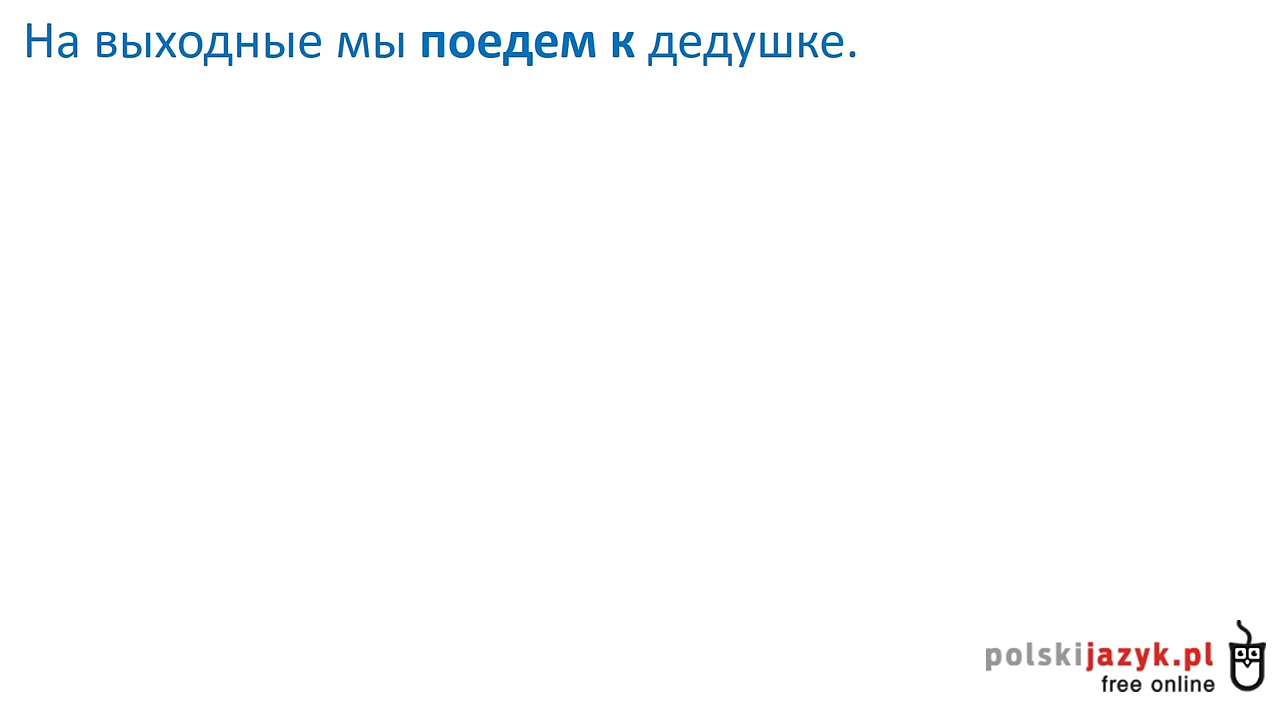 На выходные мы поедем к дедушке.
polskijazyk.pl
free online